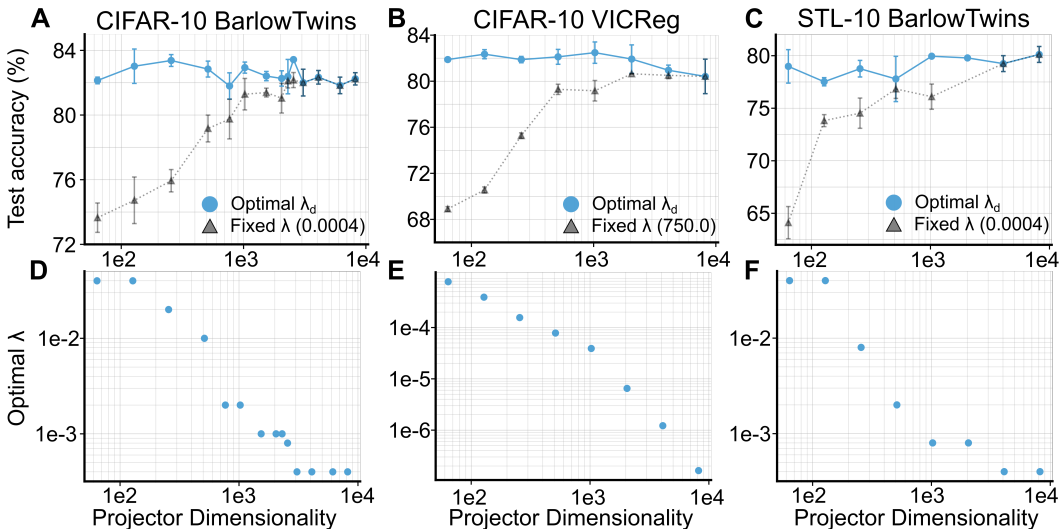 A
CIFAR-10 BarlowTwins
Test accuracy (%)
84
80
76
72
Optimal λd
Fixed λ (0.0004)
1e2
1e3
1e4
B
CIFAR-10 VICReg
84
80
76
72
68
Optimal λd
Fixed λ (750.0)
1e2
1e3
1e4
C
STL-10 BarlowTwins
80
75
70
65
Optimal λd
Fixed λ (0.0004)
1e2
1e3
1e4
D
Optimal λ
1e-2
1e-3
1e2
1e3
1e4
Projector Dimensionality
E
1e-4
1e-5
1e-6
1e2
1e3
1e4
Projector Dimensionality
F
1e-2
1e-3
1e2
1e3
1e4
Projector Dimensionality